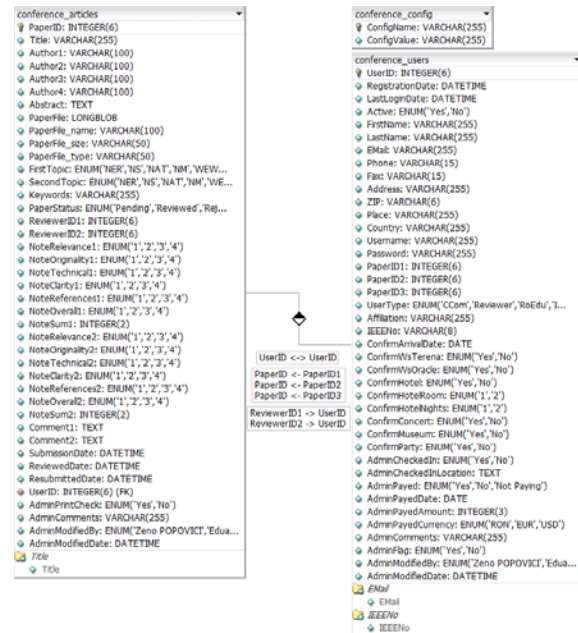 conference_articles
PaperID: INTEGER(6)
Title: VARCHAR(255)
Author1: VARCHAR(100)
Author2: VARCHAR(100)
Author3: VARCHAR(100)
Author4: VARCHAR(100)
Abstract: TEXT
PaperFile: LONGBLOB
PaperFile_name: VARCHAR(100)
PaperFile_size: VARCHAR(50)
PaperFile_type: VARCHAR(50)
FirstTopic: ENUM('NER','NS','NAT','NM','WEW...
SecondTopic: ENUM('NER','NS','NAT','NM','WE...
Keywords: VARCHAR(255)
PaperStatus: ENUM('Pending','Reviewed','Rej...
ReviewerID1: INTEGER(6)
ReviewerID2: INTEGER(6)
NoteRelevance1: ENUM('1','2','3','4')
NoteOriginality1: ENUM('1','2','3','4')
NoteTechnical1: ENUM('1','2','3','4')
NoteClarity1: ENUM('1','2','3','4')
NoteReferences1: ENUM('1','2','3','4')
NoteOverall1: ENUM('1','2','3','4')
NoteSum1: INTEGER(2)
NoteRelevance2: ENUM('1','2','3','4')
NoteOriginality2: ENUM('1','2','3','4')
NoteTechnical2: ENUM('1','2','3','4')
NoteClarity2: ENUM('1','2','3','4')
NoteReferences2: ENUM('1','2','3','4')
NoteOverall2: ENUM('1','2','3','4')
NoteSum2: INTEGER(2)
Comment1: TEXT
Comment2: TEXT
SubmissionDate: DATETIME
ReviewedDate: DATETIME
ResubmittedDate: DATETIME
UserID: INTEGER(6) (FK)
AdminPrintCheck: ENUM('Yes','No')
AdminComments: VARCHAR(255)
AdminModifiedBy: ENUM('Zeno POPOVICI','Edua...
AdminModifiedDate: DATETIME
Title
Title
UserID <-> UserID
PaperID <- PaperID1
PaperID <- PaperID2
PaperID <- PaperID3
ReviewerID1 -> UserID
ReviewerID2 -> UserID
conference_config
ConfigName: VARCHAR(255)
ConfigValue: VARCHAR(255)
conference_users
UserID: INTEGER(6)
RegistrationDate: DATETIME
LastLoginDate: DATETIME
Active: ENUM('Yes','No')
FirstName: VARCHAR(255)
LastName: VARCHAR(255)
EMail: VARCHAR(255)
Phone: VARCHAR(15)
Fax: VARCHAR(15)
Address: VARCHAR(255)
ZIP: VARCHAR(6)
Place: VARCHAR(255)
Country: VARCHAR(255)
Username: VARCHAR(255)
Password: VARCHAR(255)
PaperID1: INTEGER(6)
PaperID2: INTEGER(6)
PaperID3: INTEGER(6)
UserType: ENUM('CCom','Reviewer','RoEdu','I...
Affiliation: VARCHAR(255)
IEEENo: VARCHAR(8)
ConfirmArrivalDate: DATE
ConfirmWsTerena: ENUM('Yes','No')
ConfirmWsOracle: ENUM('Yes','No')
ConfirmHotel: ENUM('Yes','No')
ConfirmHotelRoom: ENUM('1','2')
ConfirmHotelNights: ENUM('1','2')
ConfirmConcert: ENUM('Yes','No')
ConfirmMuseum: ENUM('Yes','No')
ConfirmParty: ENUM('Yes','No')
AdminCheckedIn: ENUM('Yes','No')
AdminCheckedInLocation: TEXT
AdminPayed: ENUM('Yes','No','Not Paying')
AdminPayedDate: DATE
AdminPayedAmount: INTEGER(3)
AdminPayedCurrency: ENUM('RON','EUR','USD')
AdminComments: VARCHAR(255)
AdminFlag: ENUM('Yes','No')
AdminModifiedBy: ENUM('Zeno POPOVICI','Edua...
AdminModifiedDate: DATETIME
EMail
EMail
IEEENo
IEEENo